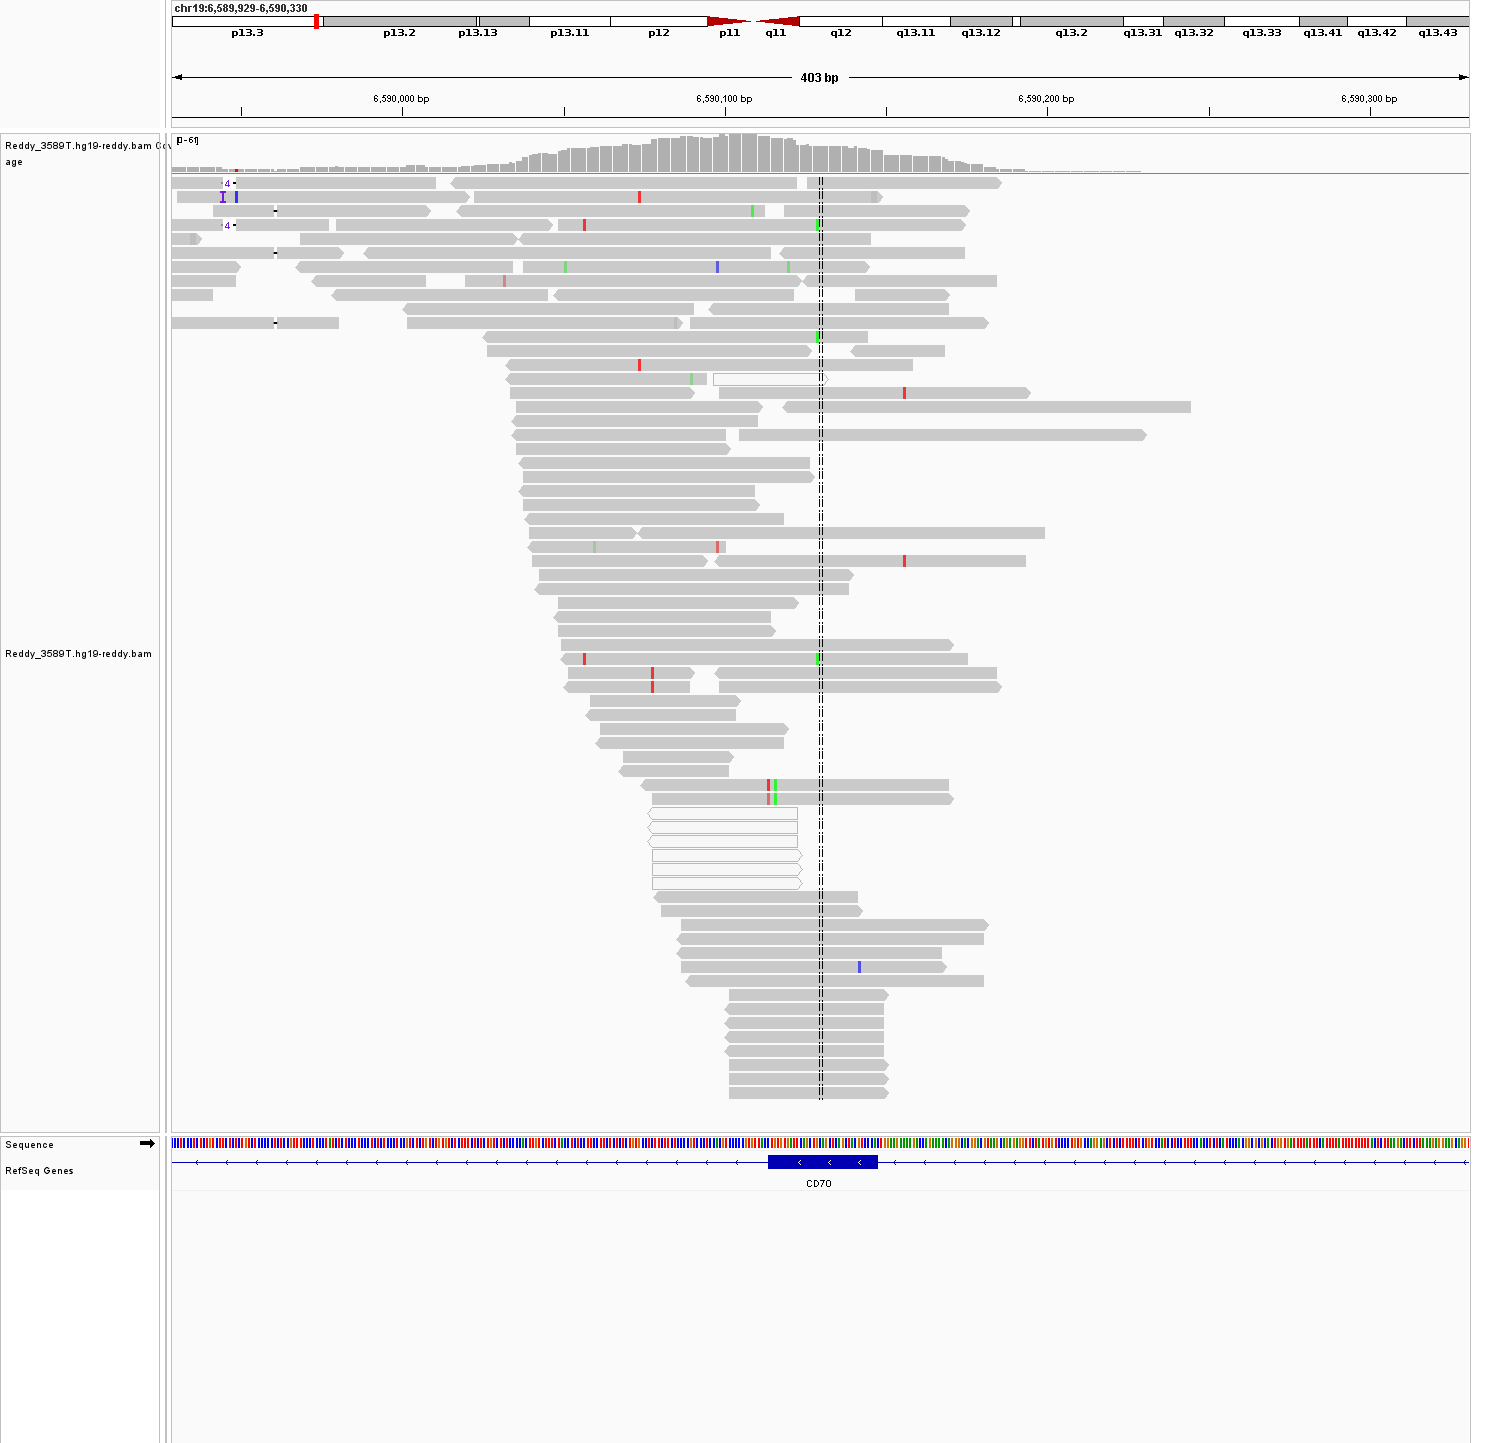 chr19:6,589,929-6,590,330
p13.3 p13.2 p13.13 p13.11 p12 p11 q11 q12 q13.11 q13.12 q13.2 q13.31 q13.32 q13.33 q13.41 q13.42 q13.43
403 bp
6,590,000 bp 6,590,100 bp 6,590,200 bp 6,590,300 bp
Reddy_3589T.hg19-reddy.bam Cov
age
[0-61]
4
4
Reddy_3589T.hg19-reddy.bam
Sequence
RefSeq Genes
CD70